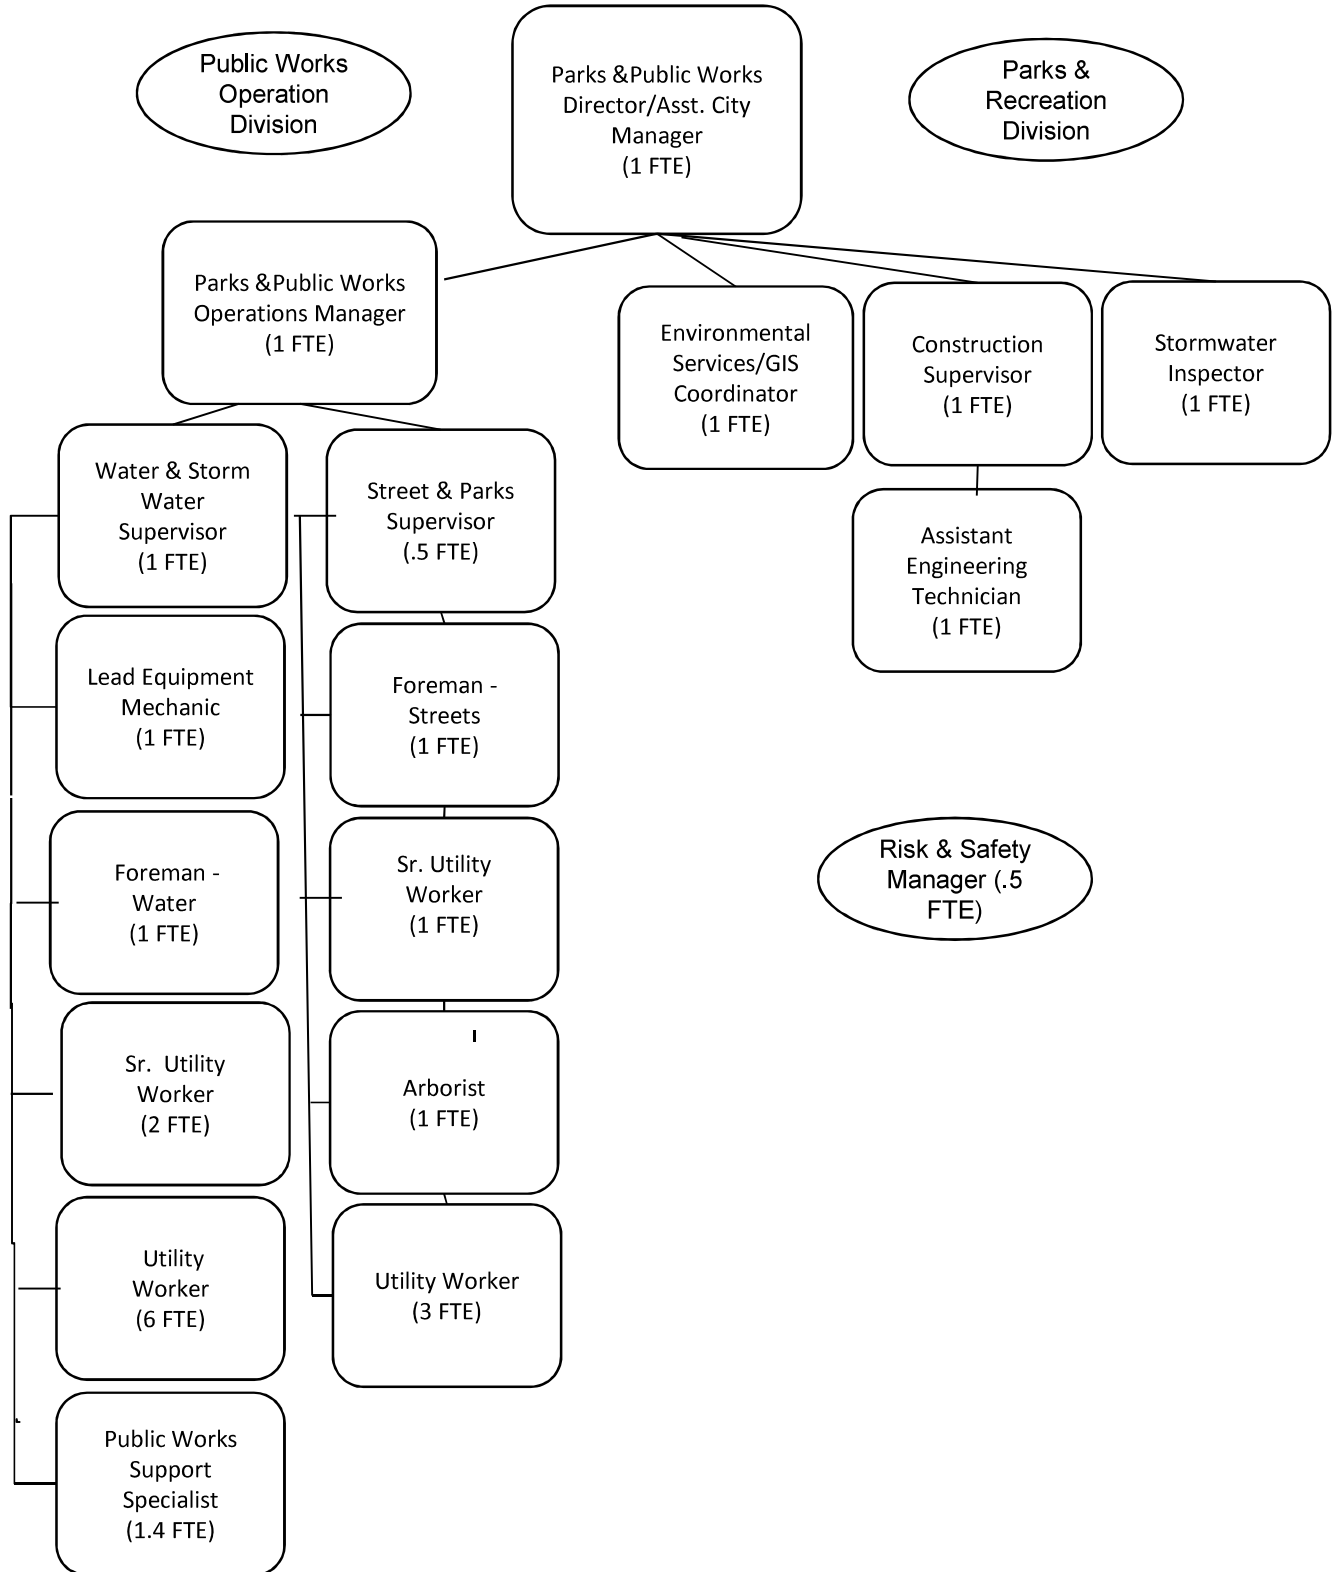 Public Works
Operation
Division
Parks &Public Works
Director/Asst. City
Manager
(1 FTE)
Parks &
Recreation
Division
Parks &Public Works
Operations Manager
(1 FTE)
Environmental
Services/GIS
Coordinator
(1 FTE)
Construction
Supervisor
(1 FTE)
Stormwater
Inspector
(1 FTE)
Water & Storm
Water
Supervisor
(1 FTE)
Street & Parks
Supervisor
(.5 FTE)
Assistant
Engineering
Technician
(1 FTE)
Lead Equipment
Mechanic
(1 FTE)
Foreman -
Streets
(1 FTE)
Foreman -
Water
(1 FTE)
Sr. Utility
Worker
(1 FTE)
Risk & Safety
Manager (.5
FTE)
Sr.  Utility
Worker
(2 FTE)
Arborist
(1 FTE)
Utility
Worker
(6 FTE)
Utility Worker
(3 FTE)
Public Works
Support
Specialist
(1.4 FTE)